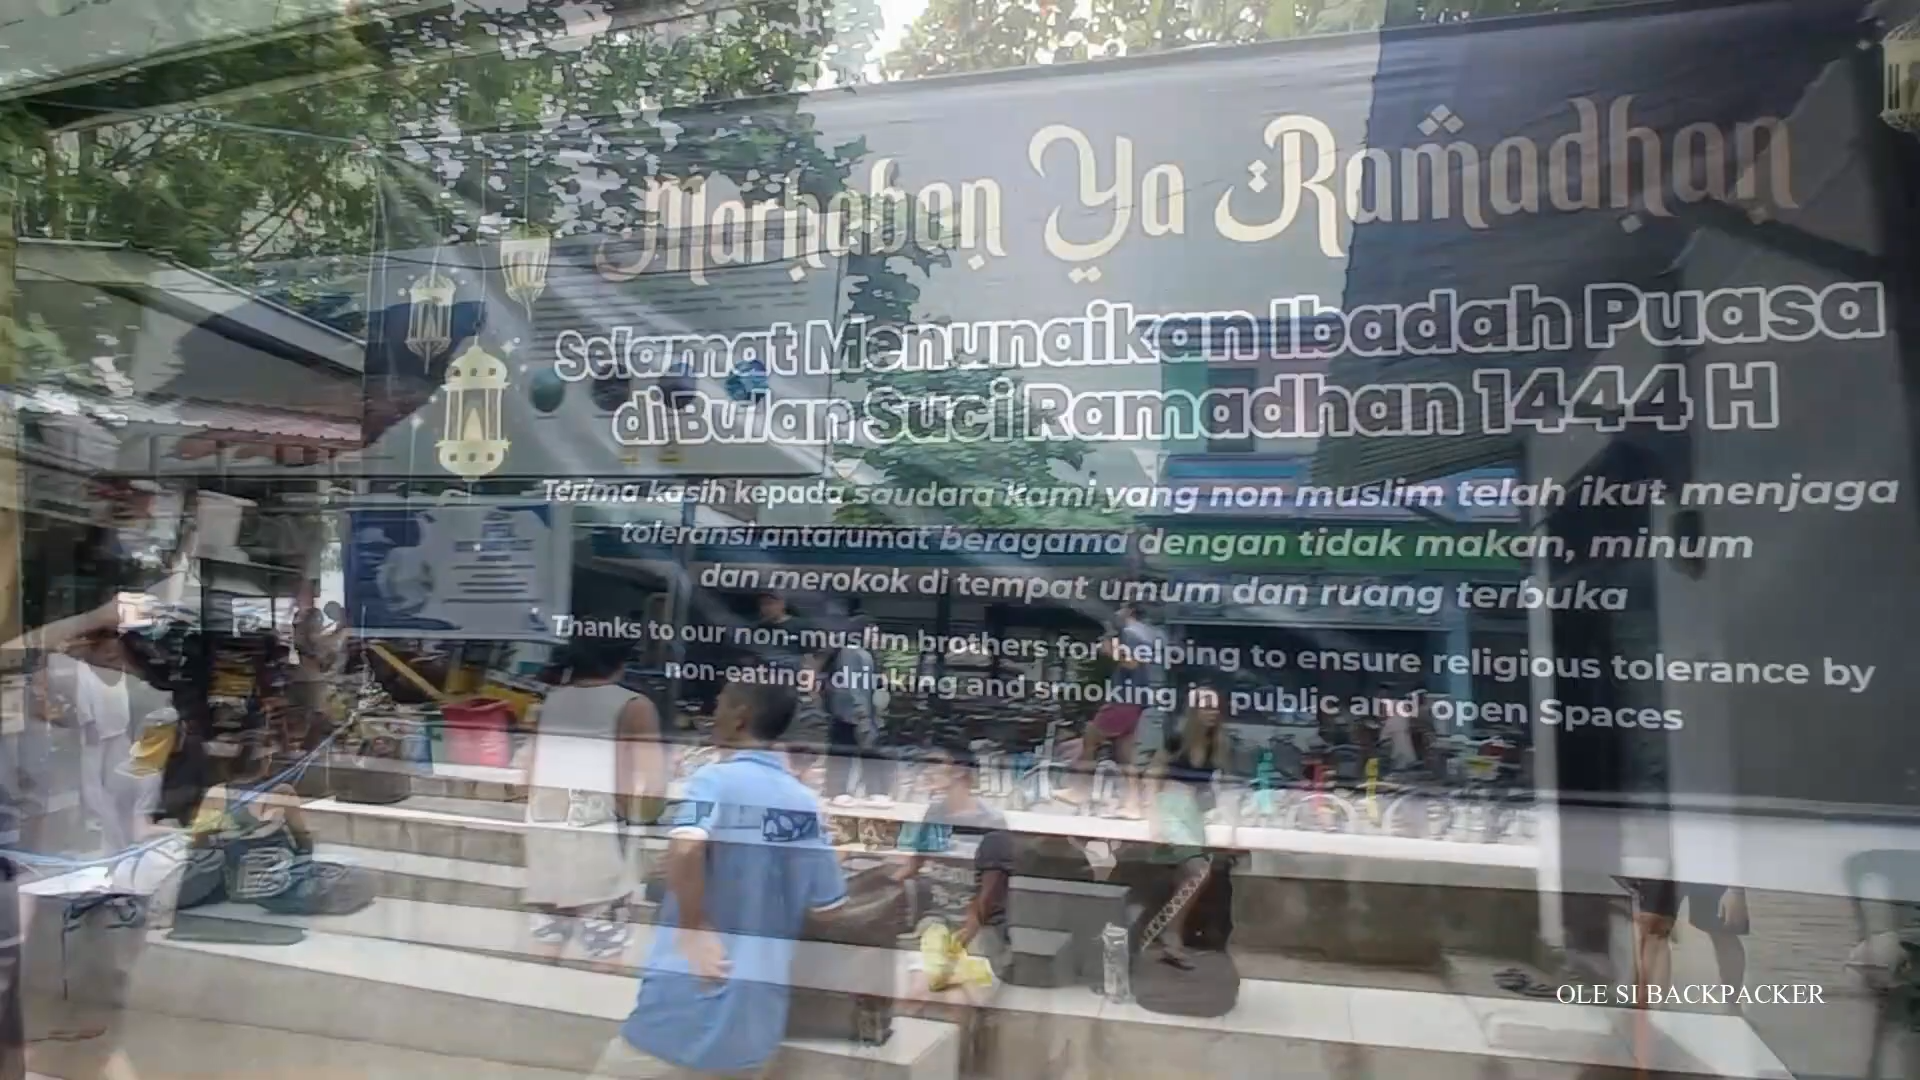 Marhaban Ya Ramadhan
Selamat Menunaikan Ibadah Puasa
di Bulan Suci Ramadhan 1444 H
Terima kasih kepada saudara kami yang non muslim telah ikut menjaga
toleransi antarumat beragama dengan tidak makan, minum
dan merokok di tempat umum dan ruang terbuka
Thanks to our non-muslim brothers for helping to ensure religious tolerance by
non-eating, drinking and smoking in public and open Spaces
OLE SI BACKPACKER